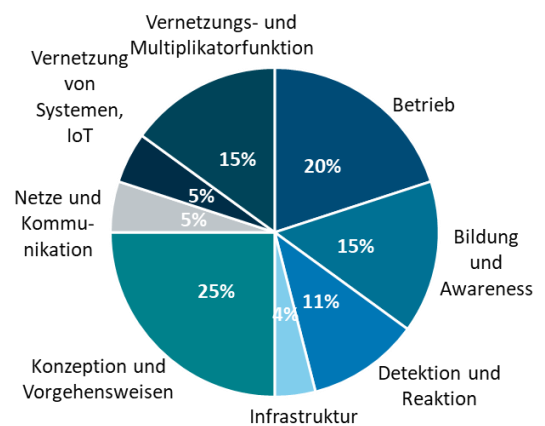 Vernetzungs- und
Multiplikatorfunktion
Vernetzung
von
Systemen,
IoT
Betrieb
15%
20%
5%
Netze und
Kommu-
nikation
5%
15%
Bildung
und
Awareness
25%
11%
4%
Konzeption und
Vorgehensweisen
Detektion und
Reaktion
Infrastruktur